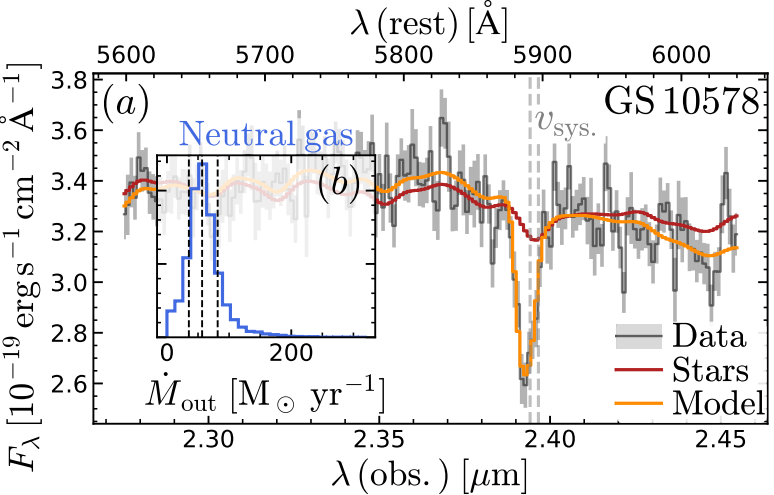 λ (rest) [Å]
5600 5700 5800 5900 6000
(a) GS 10578
v_sys.
Neutral gas
(b)
3.8
3.6
3.4
3.2
3.0
2.8
2.6
F_λ [10⁻¹⁹ erg s⁻¹ cm⁻² Å⁻¹]
0 200
Ṁ_out [M_⊙ yr⁻¹]
Data
Stars
Model
2.30 2.35 2.40 2.45
λ (obs.) [μm]